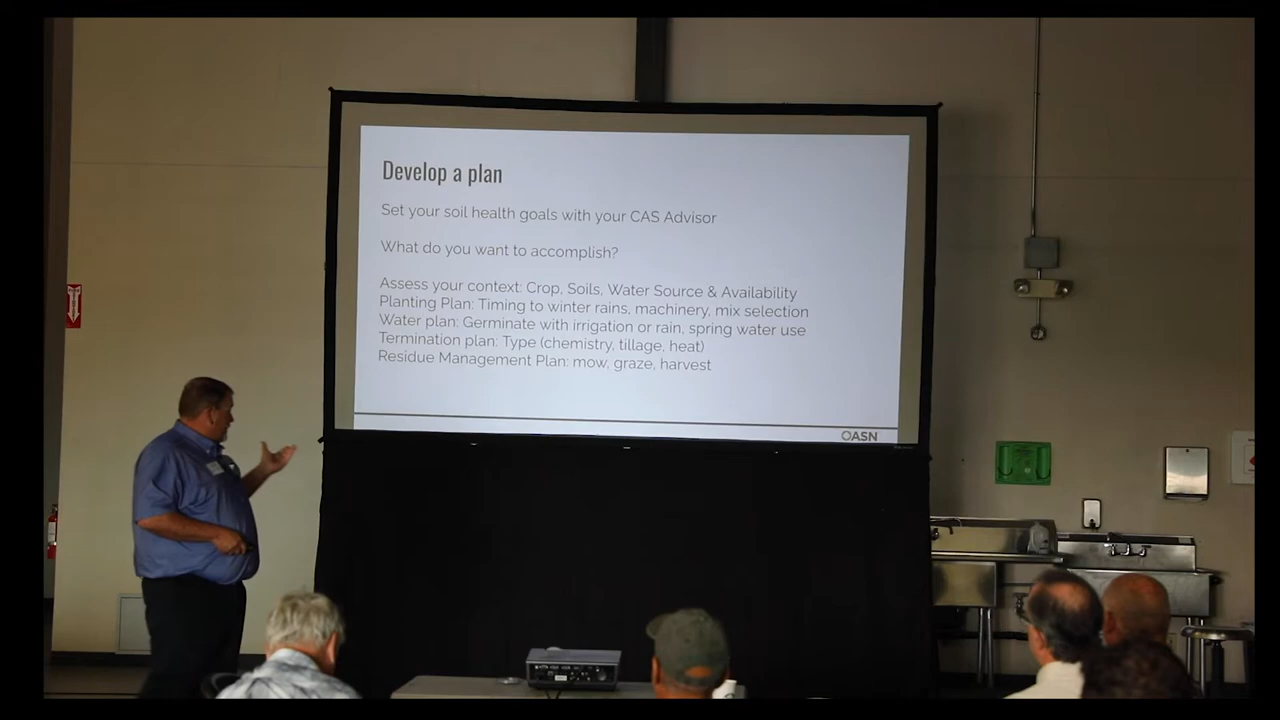 Develop a plan
Set your soil health goals with your CAS Advisor
What do you want to accomplish?
Assess your context: Crop, Soils, Water Source & Availability
Planting Plan: Timing to winter rains, machinery, mix selection
Water plan: Germinate with irrigation or rain, spring water use
Termination plan: Type (chemistry, tillage, heat)
Residue Management Plan: mow, graze, harvest
OASN